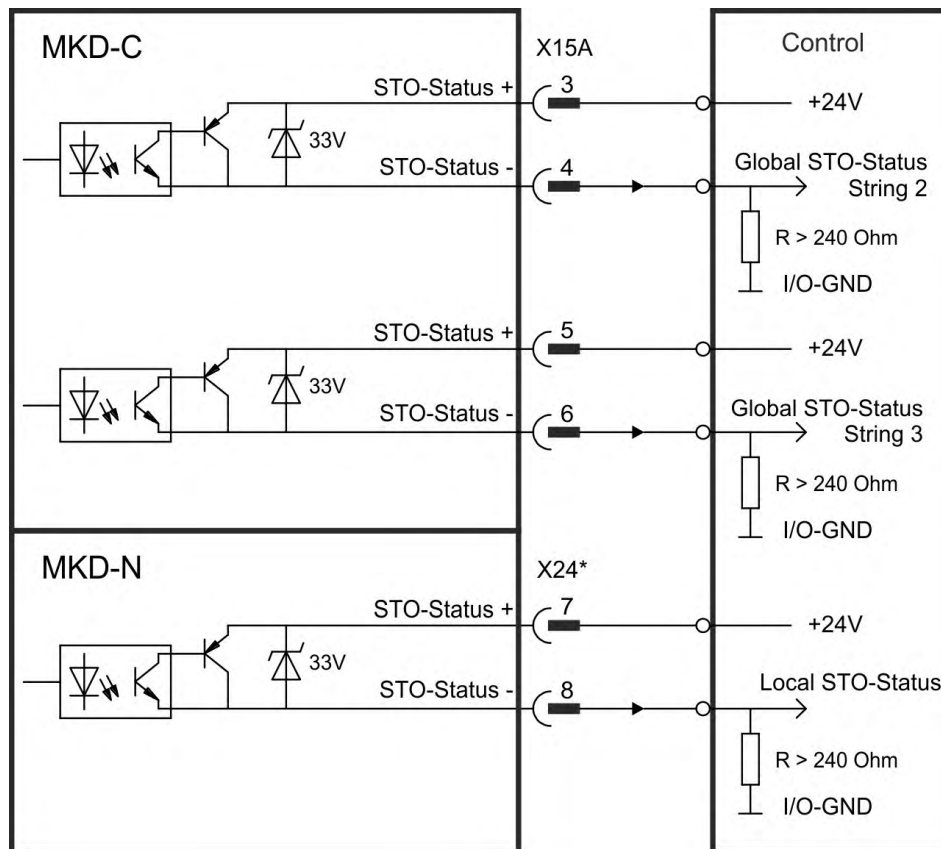 MKD-C
X15A
Control
STO-Status +
3
+24V
33V
STO-Status -
4
Global STO-Status
String 2
R > 240 Ohm
I/O-GND
STO-Status +
5
+24V
33V
STO-Status -
6
Global STO-Status
String 3
R > 240 Ohm
I/O-GND
MKD-N
X24*
STO-Status +
7
+24V
33V
STO-Status -
8
Local STO-Status
R > 240 Ohm
I/O-GND